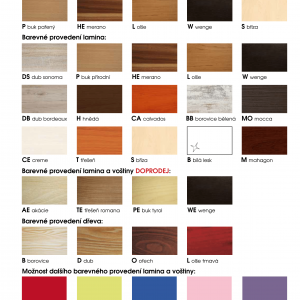 P buk pařený HE merano L olše W wenge S bříza
Barevné provedení lamina:
DS dub sonoma P buk přírodní HE merano L olše W wenge
DB dub bordeaux H hnědá CA calvados BB borovice bělená MO mocca
CE creme T třešeň S bříza B bílá lesk M mahagon
Barevné provedení lamina a voštiny DOPRODEJ:
AE akácie TE třešeň romana PE buk tyrol WE wenge
Barevné provedení dřeva:
B borovice D dub O ořech L olše tmavá
Možnost dalšího barevného provedení lamina a voštiny: